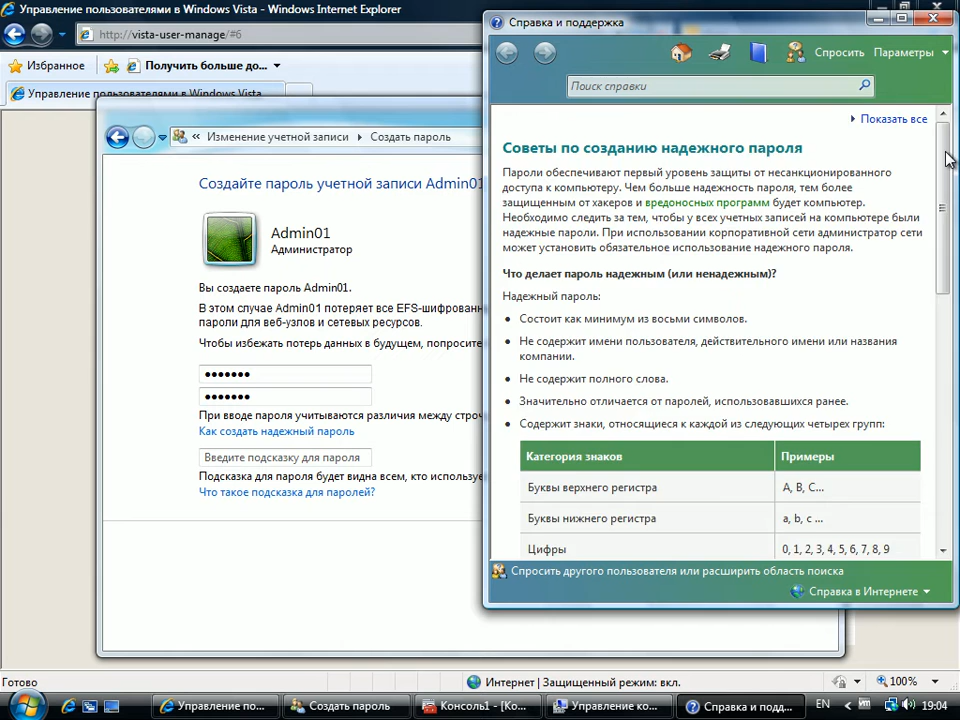 Управление пользователями в Windows Vista - Windows Internet Explorer
http://vista-user-manage/#6
Избранное
Получить больше до...
Управление пользователями в Windows Vista
« Изменение учетной записи
Создать пароль
Создайте пароль учетной записи Admin01
Admin01
Администратор
Вы создаете пароль Admin01.
В этом случае Admin01 потеряет все EFS-шифрованн
пароли для веб-узлов и сетевых ресурсов.
Чтобы избежать потерь данных в будущем, попросите
•••••••
•••••••
При вводе пароля учитываются различия между строч
Как создать надежный пароль
Введите подсказку для пароля
Подсказка для пароля будет видна всем, кто используе
Что такое подсказка для паролей?
Справка и поддержка
Спросить
Параметры
Поиск справки
Показать все
Советы по созданию надежного пароля
Пароли обеспечивают первый уровень защиты от несанкционированного
доступа к компьютеру. Чем больше надежность пароля, тем более
защищенным от хакеров и вредоносных программ будет компьютер.
Необходимо следить за тем, чтобы у всех учетных записей на компьютере были
надежные пароли. При использовании корпоративной сети администратор сети
может установить обязательное использование надежного пароля.
Что делает пароль надежным (или ненадежным)?
Надежный пароль:
• Состоит как минимум из восьми символов.
• Не содержит имени пользователя, действительного имени или названия
компании.
• Не содержит полного слова.
• Значительно отличается от паролей, использовавшихся ранее.
• Содержит знаки, относящиеся к каждой из следующих четырех групп:
Категория знаков Примеры
Буквы верхнего регистра A, B, C...
Буквы нижнего регистра a, b, c ...
Цифры 0, 1, 2, 3, 4, 5, 6, 7, 8, 9
Спросить другого пользователя или расширить область поиска
Справка в Интернете
Готово
Интернет | Защищенный режим: вкл.
100%
Управление по...
Создать пароль
Консоль1 - [Ко...
Управление ко...
Справка и подд...
EN
19:04